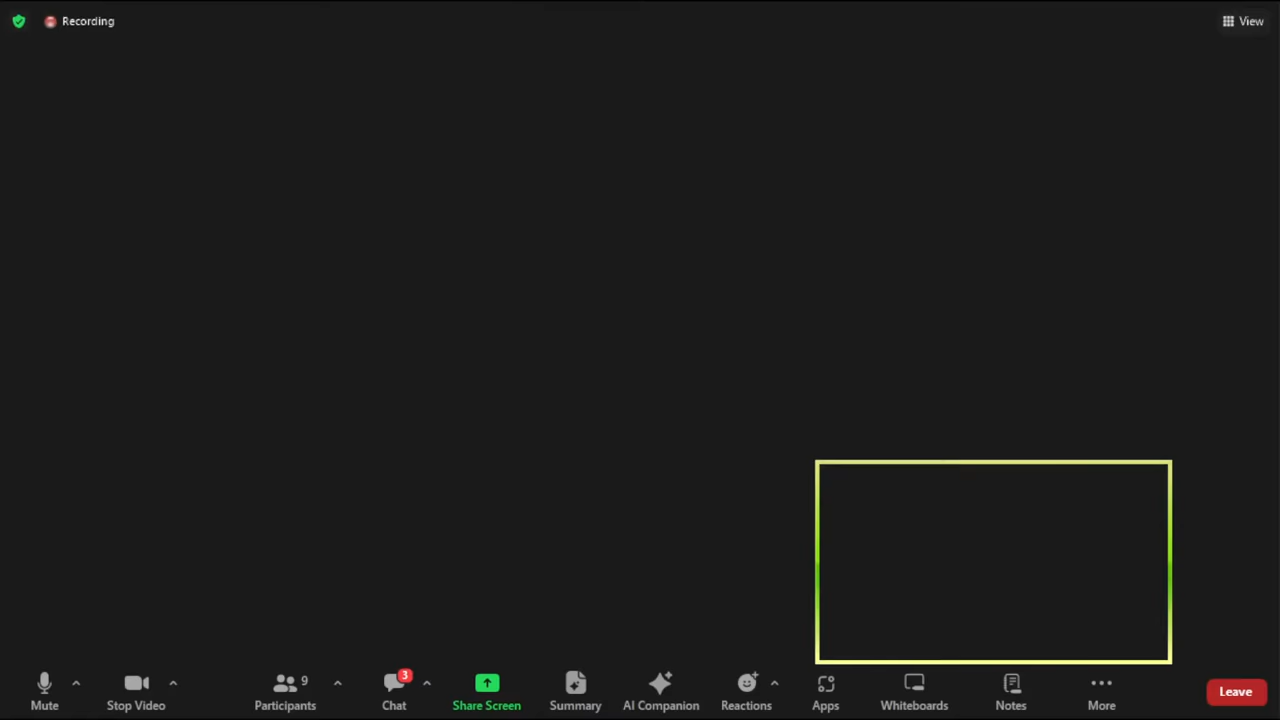 Recording
View
9
3
Mute
Stop Video
Participants
Chat
Share Screen
Summary
AI Companion
Reactions
Apps
Whiteboards
Notes
More
Leave